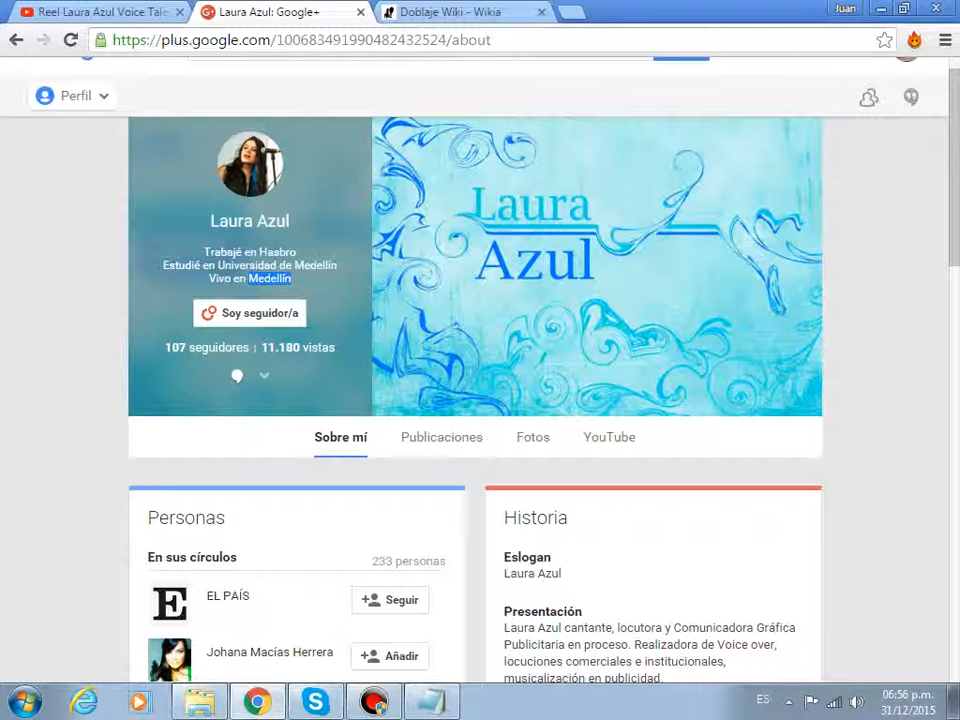 Reel Laura Azul Voice Tale
Laura Azul: Google+
Doblaje Wiki - Wikia
Juan
https://plus.google.com/100683491990482432524/about
Perfil
Laura Azul
Trabajé en Hasbro
Estudié en Universidad de Medellín
Vivo en Medellín
Soy seguidor/a
107 seguidores | 11.180 vistas
Laura
Azul
Sobre mí
Publicaciones
Fotos
YouTube
Personas
En sus círculos
233 personas
E
EL PAÍS
Seguir
Johana Macías Herrera
Añadir
Historia
Eslogan
Laura Azul
Presentación
Laura Azul cantante, locutora y Comunicadora Gráfica
Publicitaria en proceso. Realizadora de Voice over,
locuciones comerciales e institucionales,
musicalización en publicidad.
ES
06:56 p.m.
31/12/2015